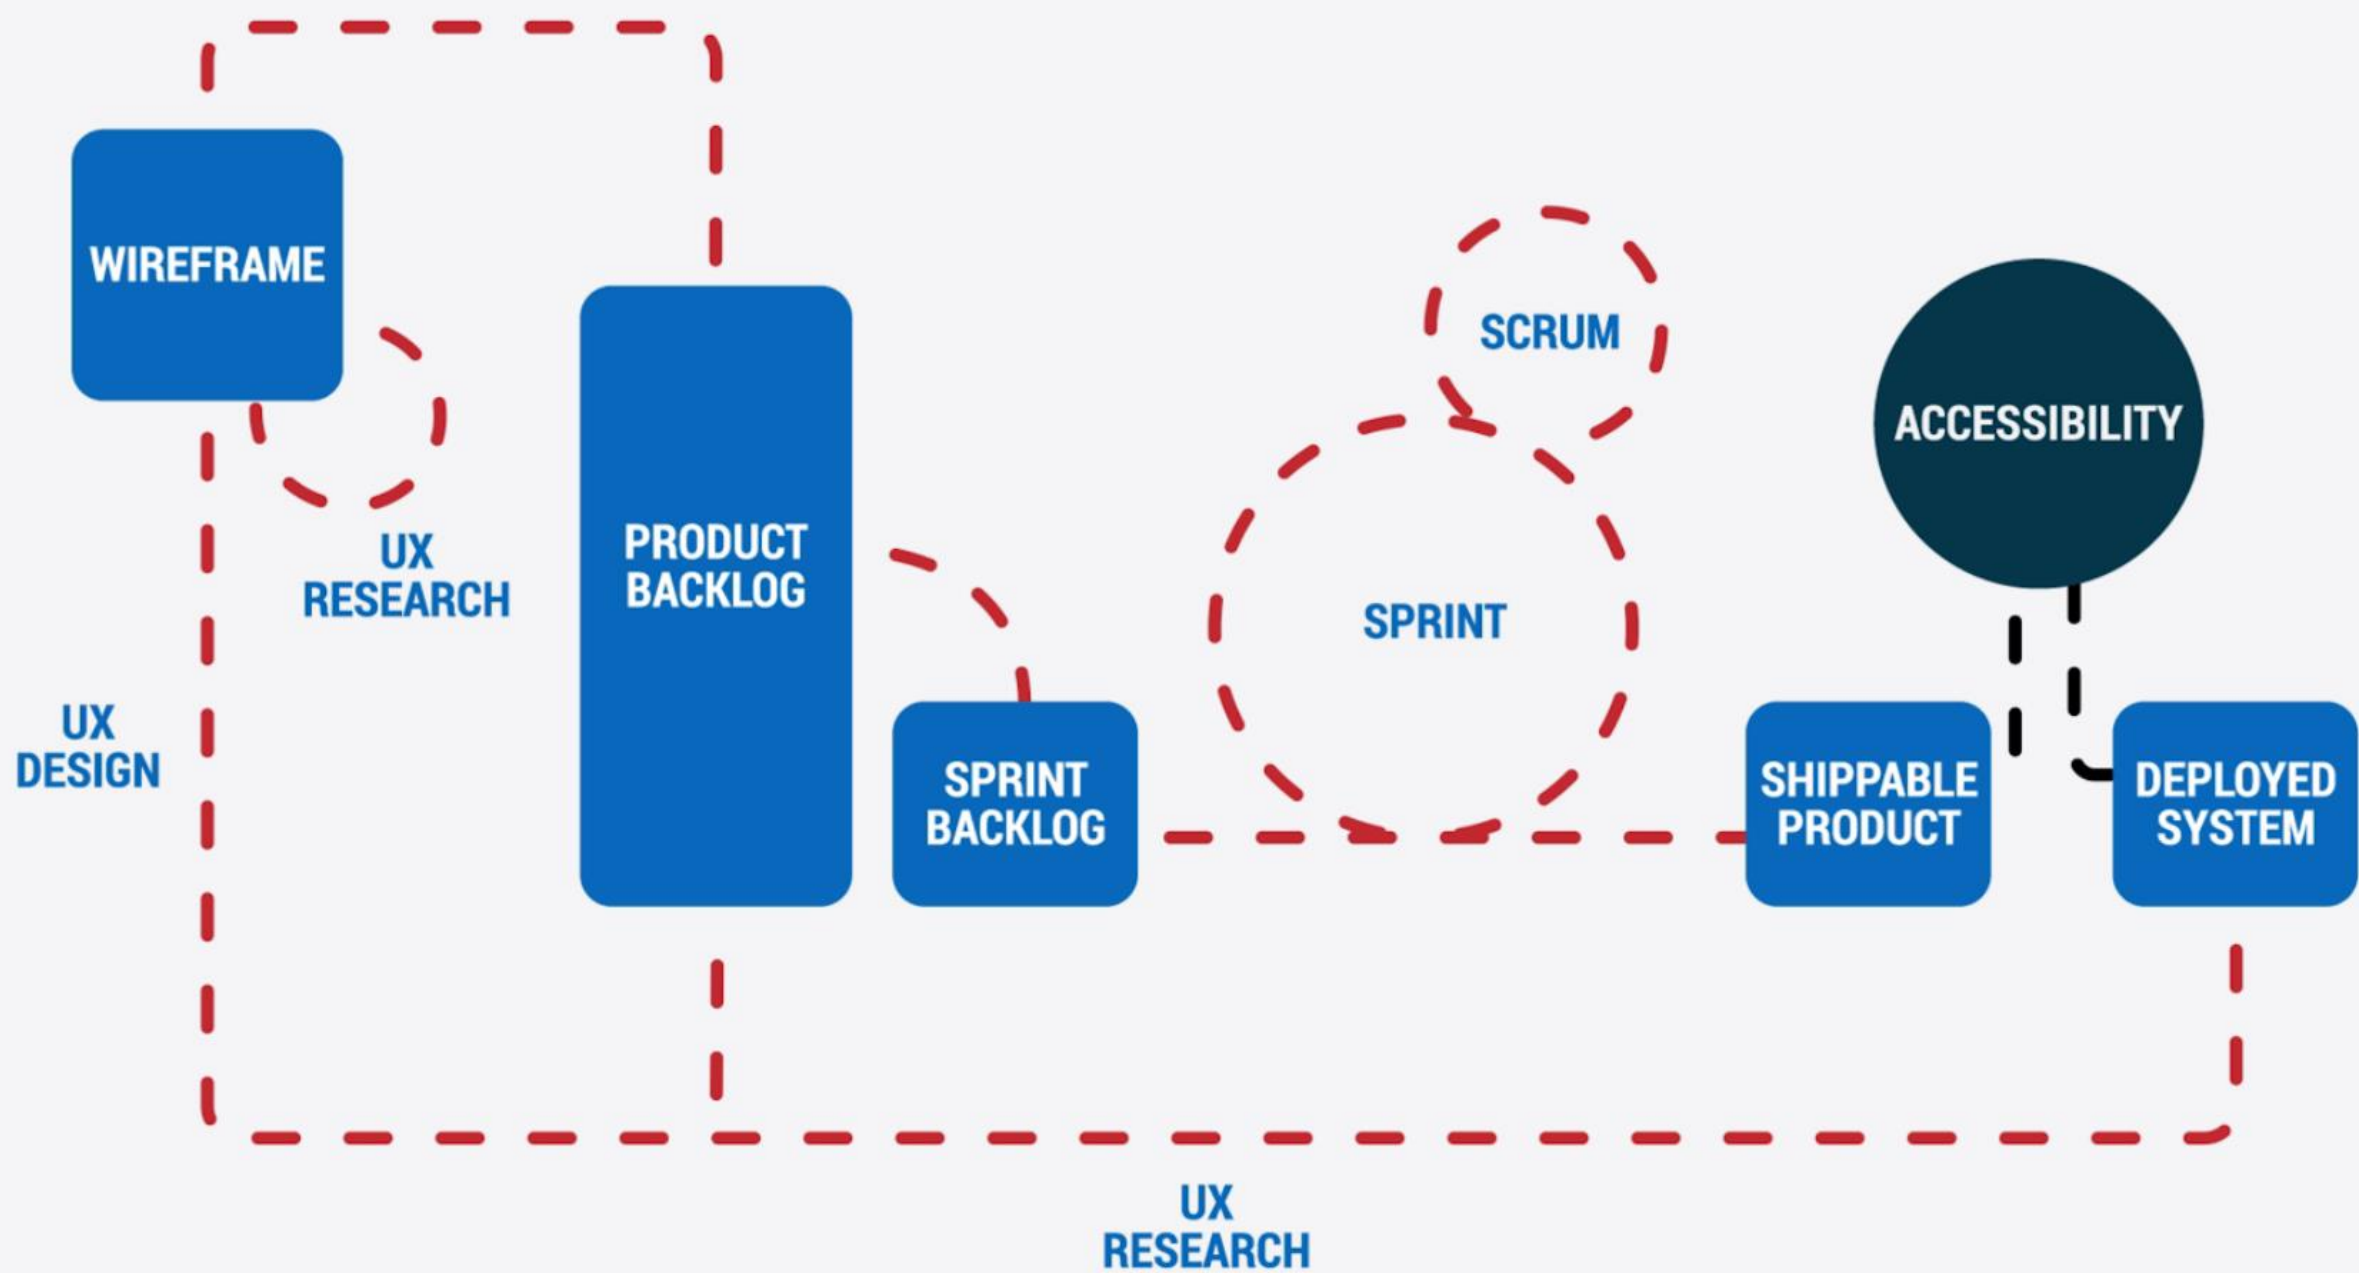 WIREFRAME
UX
RESEARCH
UX
DESIGN
PRODUCT
BACKLOG
SPRINT
BACKLOG
SCRUM
SPRINT
ACCESSIBILITY
SHIPPABLE
PRODUCT
DEPLOYED
SYSTEM
UX
RESEARCH